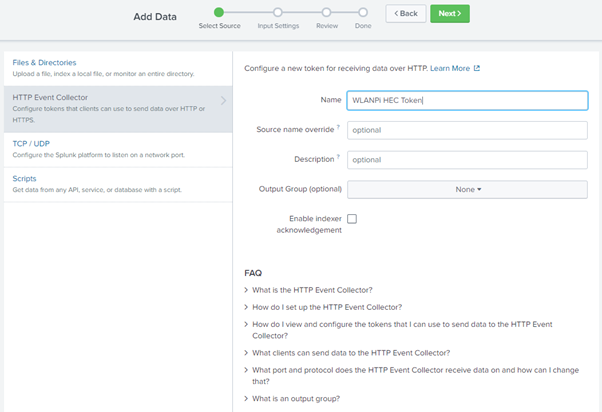 Add Data
Select Source
Input Settings
Review
Done
< Back
Next >
Files & Directories
Upload a file, index a local file, or monitor an entire directory.
HTTP Event Collector
Configure tokens that clients can use to send data over HTTP or
HTTPS.
TCP / UDP
Configure the Splunk platform to listen on a network port.
Scripts
Get data from any API, service, or database with a script.
Configure a new token for receiving data over HTTP. Learn More
Name
WLANPi HEC Token
Source name override ?
optional
Description ?
optional
Output Group (optional)
None
Enable indexer
acknowledgement
FAQ
What is the HTTP Event Collector?
How do I set up the HTTP Event Collector?
How do I view and configure the tokens that I can use to send data to the HTTP Event
Collector?
What clients can send data to the HTTP Event Collector?
What port and protocol does the HTTP Event Collector receive data on and how can I change
that?
What is an output group?